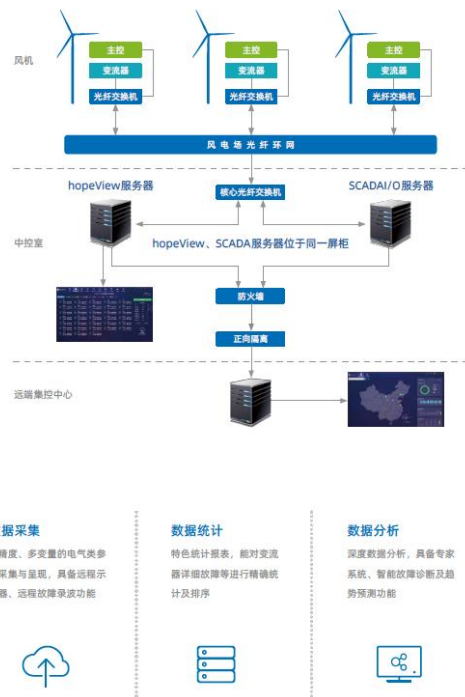 风机
主控
主控
主控
变流器
变流器
变流器
光纤交换机
光纤交换机
光纤交换机
风电场光纤环网
hopeView服务器
核心光纤交换机
SCADAI/O服务器
中控室
hopeView、SCADA服务器位于同一屏柜
防火墙
正向隔离
远端集控中心
据采集
精度、多变量的电气类参
采集与呈现，具备远程示
器、远程故障录波功能
数据统计
特色统计报表，能对变流
器详细故障等进行精确统
计及排序
数据分析
深度数据分析，具备专家
系统、智能故障诊断及趋
势预测功能